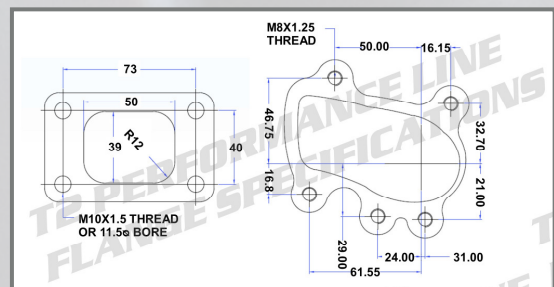 T2 PERFORMANCE LINE
FLANGE SPECIFICATIONS
73
50
39
R12
40
M10X1.5 THREAD
OR 11.5ø BORE
M8X1.25
THREAD
50.00
16.15
46.75
32.70
16.8
21.00
29.00
24.00
31.00
61.55